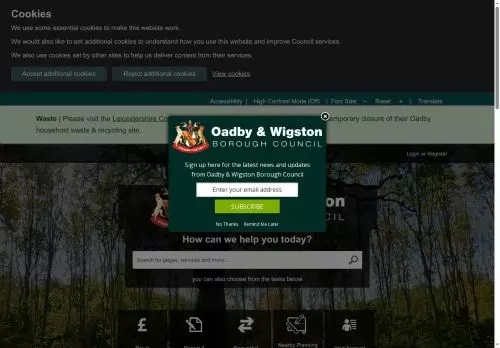 Cookies
We use some essential cookies to make this website work.
We would also like to set additional cookies to understand how you use this website and improve Council services.
We also use cookies set by other sites to help us deliver content from their services.
Accept additional cookies Reject additional cookies View cookies
Accessibility | High Contrast Mode (Off) | Font Size − Reset + | Translate
Waste | Please visit the Leicestershire Co temporary closure of their Oadby
household waste & recycling site.
Login or Register
Oadby & Wigston
BOROUGH COUNCIL
Sign up here for the latest news and updates
from Oadby & Wigston Borough Council
Enter your email address
SUBSCRIBE
No Thanks Remind Me Later
How can we help you today?
Search for pages, services and more.
you can also choose from the tasks below
Nearby Planning